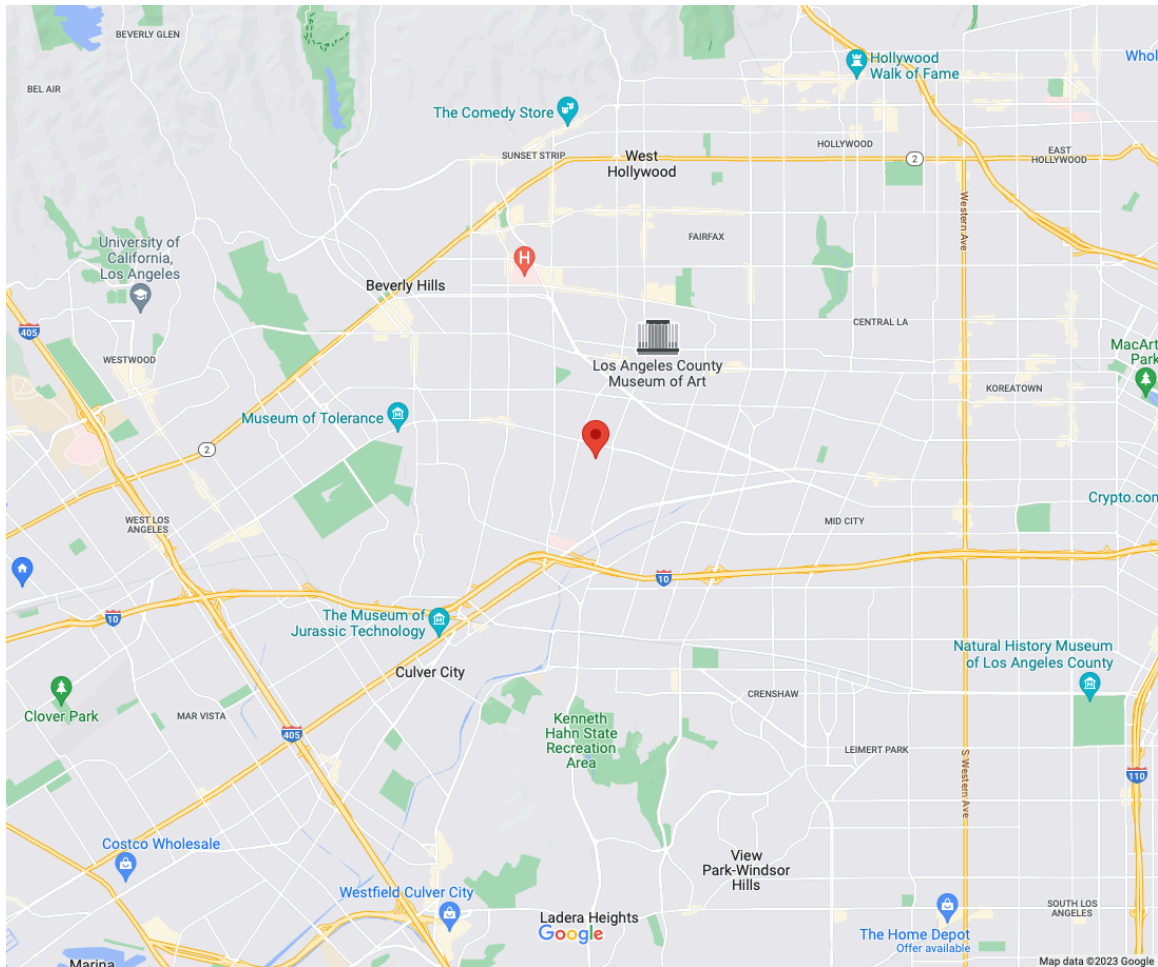 BEVERLY GLEN
Hollywood
Walk of Fame
Whol
BEL AIR
The Comedy Store
HOLLYWOOD
EAST
HOLLYWOOD
SUNSET STRIP
West
Hollywood
2
Western Ave
University of
California,
Los Angeles
FAIRFAX
H
Beverly Hills
405
CENTRAL LA
WESTWOOD
Los Angeles County
Museum of Art
MacArt
Park
KOREATOWN
Museum of Tolerance
2
Crypto.con
WEST LOS
ANGELES
MID CITY
10
10
The Museum of
Jurassic Technology
Natural History Museum
of Los Angeles County
Culver City
CRENSHAW
Clover Park
MAR VISTA
405
Kenneth
Hahn State
Recreation
Area
LEIMERT PARK
S Western Ave
110
Costco Wholesale
View
Park-Windsor
Hills
Westfield Culver City
Ladera Heights
SOUTH LOS
ANGELES
Google
The Home Depot
Offer available
Marina
Map data ©2023 Google